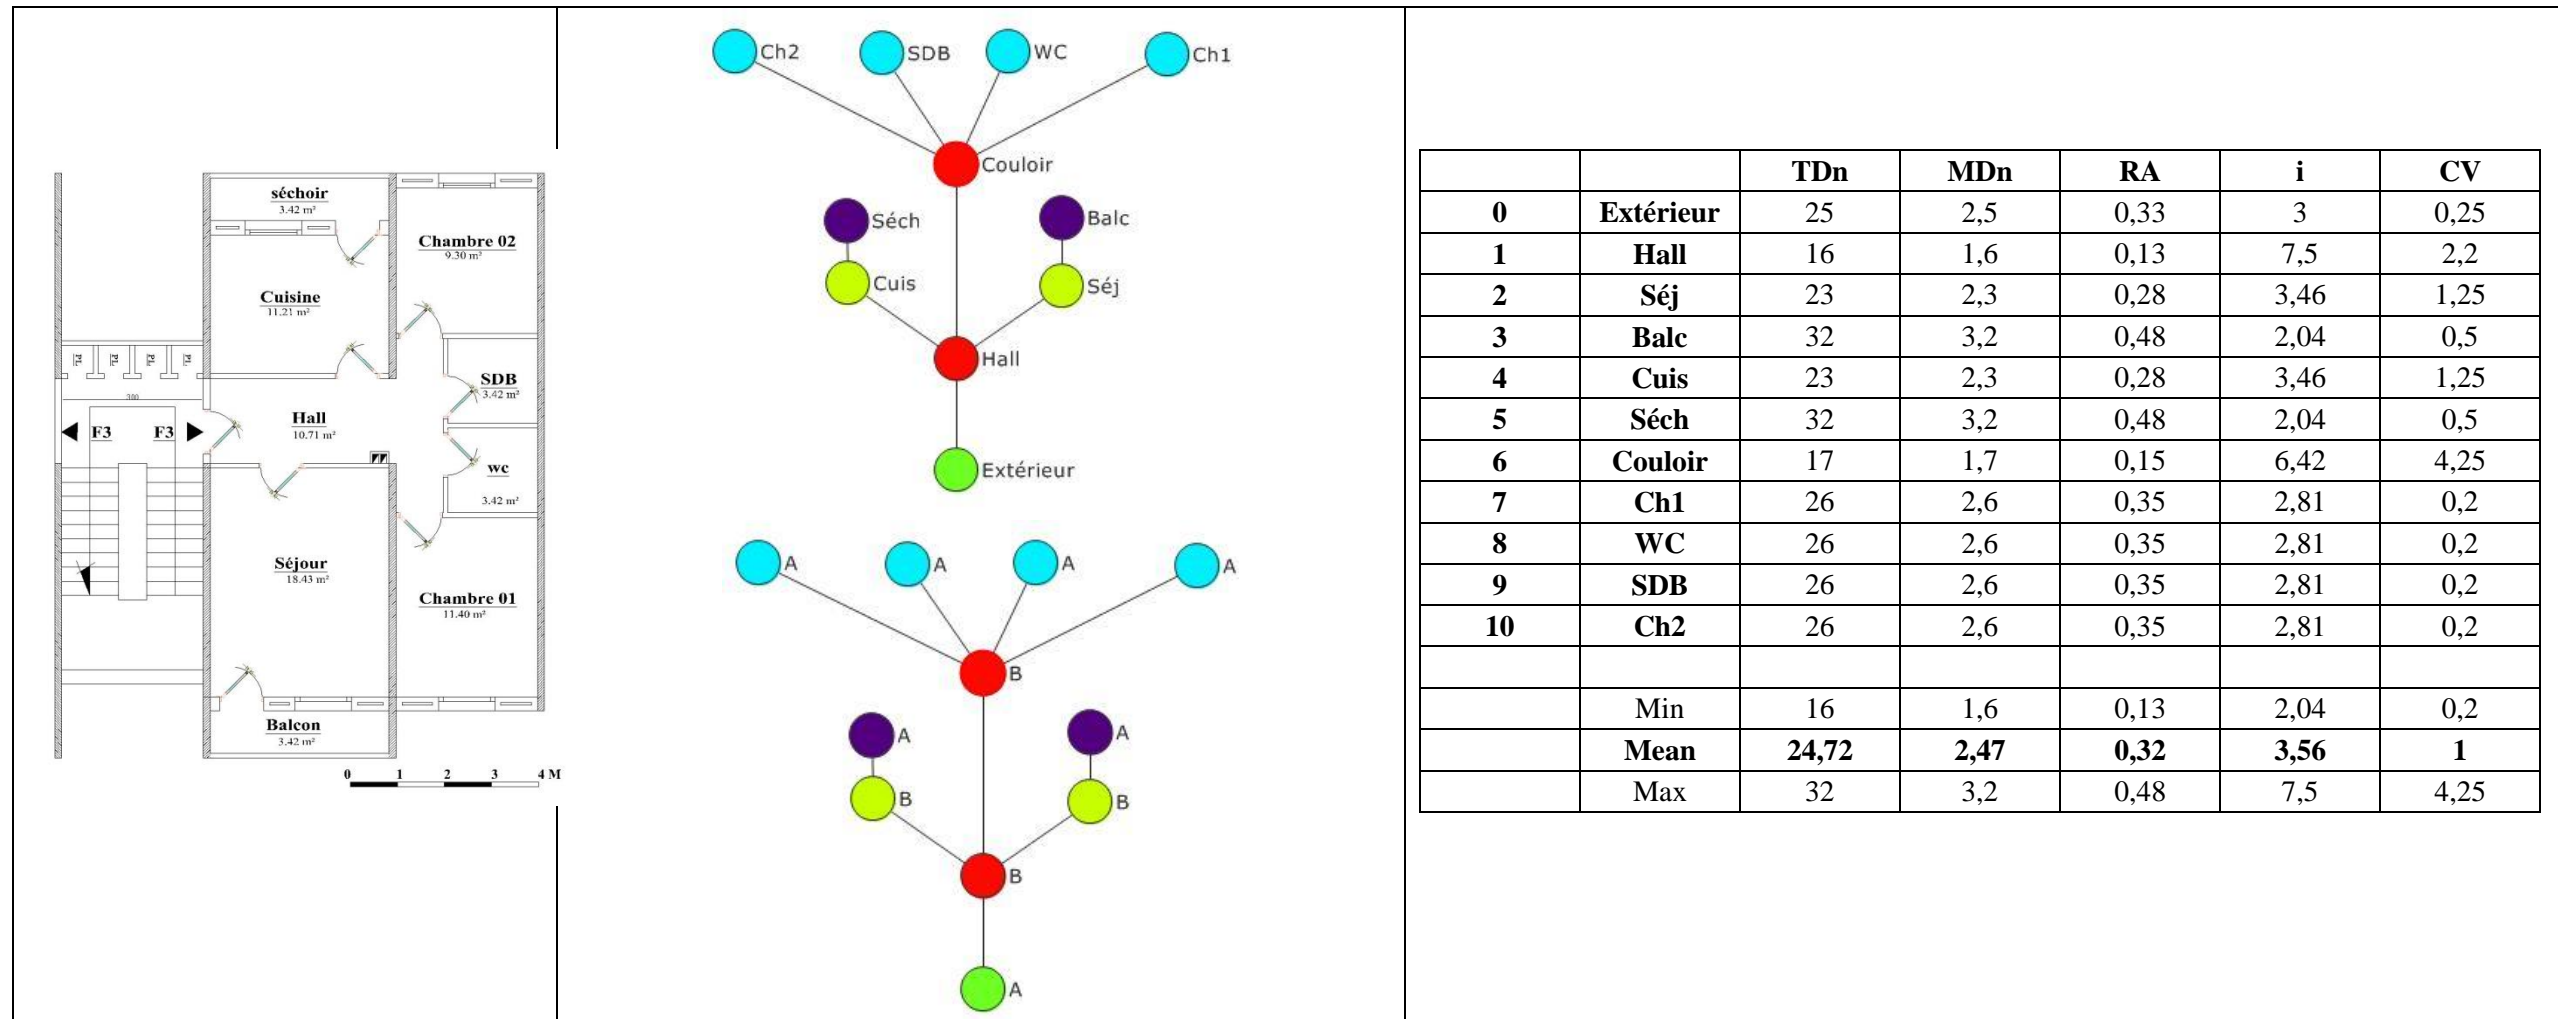 séchoir
3.42 m²
Chambre 02
9.30 m²
Cuisine
11.21 m²
PL PL PL PL
SDB
3.42 m²
300
Hall
10.71 m²
F3 F3
wc
3.42 m²
Séjour
18.43 m²
Chambre 01
11.40 m²
Balcon
3.42 m²
0 1 2 3 4 M
Ch2 SDB WC Ch1
Couloir
Séch Balc
Cuis Séj
Hall
Extérieur
A A A A
B
A A
B B
B
A
TDn MDn RA i CV
0 Extérieur 25 2,5 0,33 3 0,25
1 Hall 16 1,6 0,13 7,5 2,2
2 Séj 23 2,3 0,28 3,46 1,25
3 Balc 32 3,2 0,48 2,04 0,5
4 Cuis 23 2,3 0,28 3,46 1,25
5 Séch 32 3,2 0,48 2,04 0,5
6 Couloir 17 1,7 0,15 6,42 4,25
7 Ch1 26 2,6 0,35 2,81 0,2
8 WC 26 2,6 0,35 2,81 0,2
9 SDB 26 2,6 0,35 2,81 0,2
10 Ch2 26 2,6 0,35 2,81 0,2
Min 16 1,6 0,13 2,04 0,2
Mean 24,72 2,47 0,32 3,56 1
Max 32 3,2 0,48 7,5 4,25